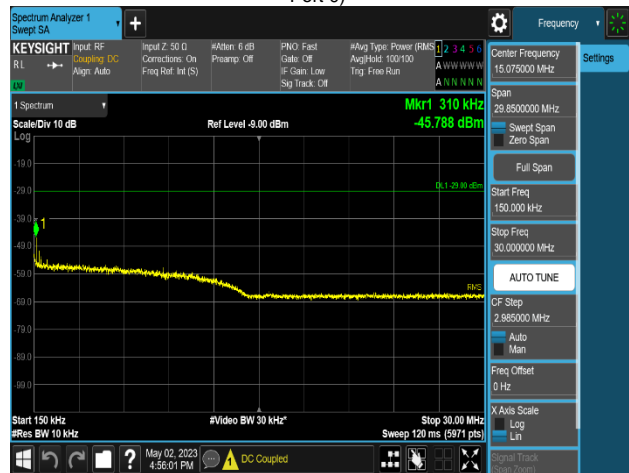 Port 3)
Spectrum Analyzer 1
Swept SA
Frequency
KEYSIGHT
Input: RF
Input Z: 50 Ω
#Atten: 6 dB
PNO: Fast
#Avg Type: Power (RMS
1 2 3 4 5 6
RL
Coupling: DC
Corrections: On
Preamp: Off
Gate: Off
Avg|Hold: 100/100
A W W W W W
Align: Auto
Freq Ref: Int (S)
IF Gain: Low
Trig: Free Run
Sig Track: Off
A N N N N N
LW
Center Frequency
15.075000 MHz
Settings
Span
29.8500000 MHz
Swept Span
Zero Span
Full Span
Start Freq
150.000 kHz
Stop Freq
30.000000 MHz
AUTO TUNE
CF Step
2.985000 MHz
Auto
Man
Freq Offset
0 Hz
X Axis Scale
Log
Lin
Signal Track
(Span Zoom)
1 Spectrum
Mkr1 310 kHz
Scale/Div 10 dB
Ref Level -9.00 dBm
-45.788 dBm
Log
-19.0
DL1 -29.00 dBm
-29.0
-39.0
1
-49.0
-59.0
RMS
-69.0
-79.0
-89.0
-99.0
Start 150 kHz
#Video BW 30 kHz*
Stop 30.00 MHz
#Res BW 10 kHz
Sweep 120 ms (5971 pts)
?
May 02, 2023
4:56:01 PM
DC Coupled